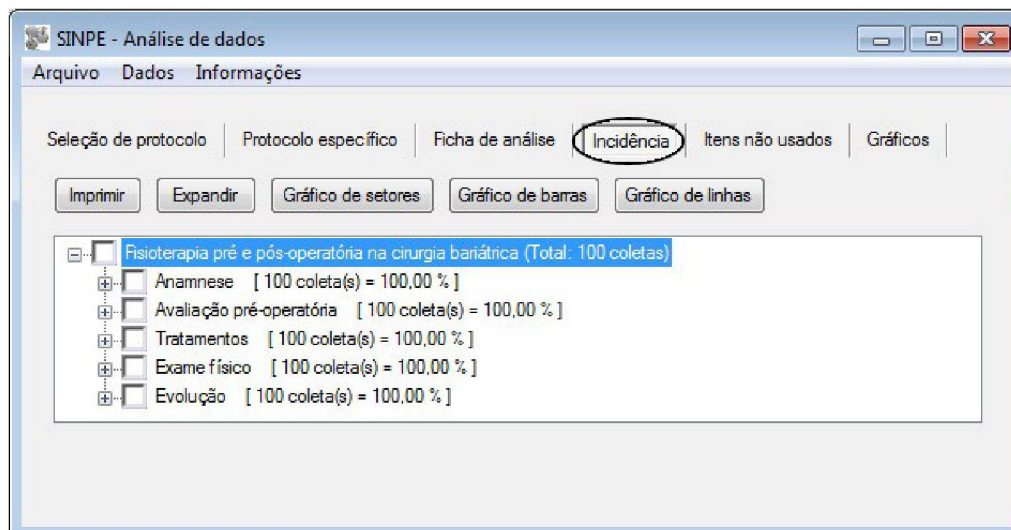 SINPE - Análise de dados
Arquivo Dados Informações
Seleção de protocolo Protocolo específico Ficha de análise Incidência Itens não usados Gráficos
Imprimir Expandir Gráfico de setores Gráfico de barras Gráfico de linhas
Fisioterapia pré e pós-operatória na cirurgia bariátrica (Total: 100 coletas)
Anamnese [ 100 coleta(s) = 100,00 % ]
Avaliação pré-operatória [ 100 coleta(s) = 100,00 % ]
Tratamentos [ 100 coleta(s) = 100,00 % ]
Exame físico [ 100 coleta(s) = 100,00 % ]
Evolução [ 100 coleta(s) = 100,00 % ]